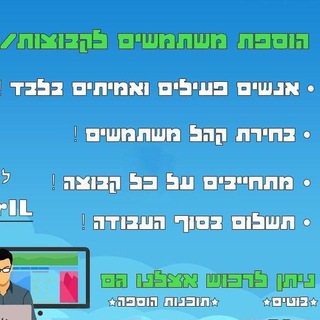 הוספת משתמשים לקבוצות/
• אנשים פעילים ואמיתים בלבד !
• בחירת קהל משתמשים !
• מתחייבים על כל קבוצה !
• תשלום בסוף העבודה !
rIL
ניתן לרכוש אצלנו גם
*בוטים* *תוכנות הוספה*